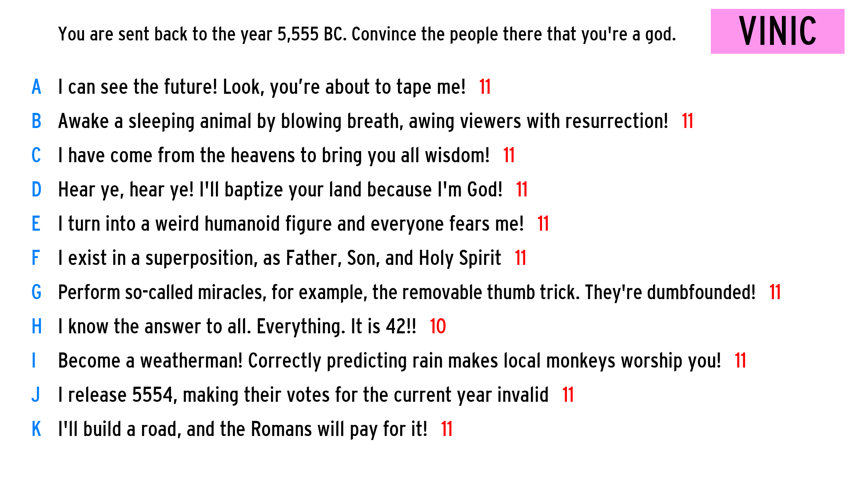 You are sent back to the year 5,555 BC. Convince the people there that you're a god.
VINIC
A I can see the future! Look, you’re about to tape me! 11
B Awake a sleeping animal by blowing breath, awing viewers with resurrection! 11
C I have come from the heavens to bring you all wisdom! 11
D Hear ye, hear ye! I'll baptize your land because I'm God! 11
E I turn into a weird humanoid figure and everyone fears me! 11
F I exist in a superposition, as Father, Son, and Holy Spirit 11
G Perform so-called miracles, for example, the removable thumb trick. They're dumbfounded! 11
H I know the answer to all. Everything. It is 42!! 10
I Become a weatherman! Correctly predicting rain makes local monkeys worship you! 11
J I release 5554, making their votes for the current year invalid 11
K I'll build a road, and the Romans will pay for it! 11